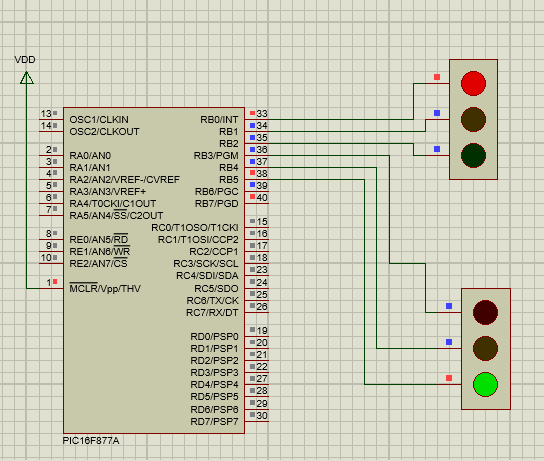 VDD
13 OSC1/CLKIN RB0/INT 33
14 OSC2/CLKOUT RB1 34
RB2 35
2 RA0/AN0 RB3/PGM 36
3 RA1/AN1 RB4 37
4 RA2/AN2/VREF-/CVREF RB5 38
5 RA3/AN3/VREF+ RB6/PGC 39
6 RA4/T0CKI/C1OUT RB7/PGD 40
7 RA5/AN4/SS/C2OUT
RC0/T1OSO/T1CKI 15
8 RE0/AN5/RD RC1/T1OSI/CCP2 16
9 RE1/AN6/WR RC2/CCP1 17
10 RE2/AN7/CS RC3/SCK/SCL 18
RC4/SDI/SDA 23
1 MCLR/Vpp/THV RC5/SDO 24
RC6/TX/CK 25
RC7/RX/DT 26
RD0/PSP0 19
RD1/PSP1 20
RD2/PSP2 21
RD3/PSP3 22
RD4/PSP4 27
RD5/PSP5 28
RD6/PSP6 29
RD7/PSP7 30
PIC16F877A